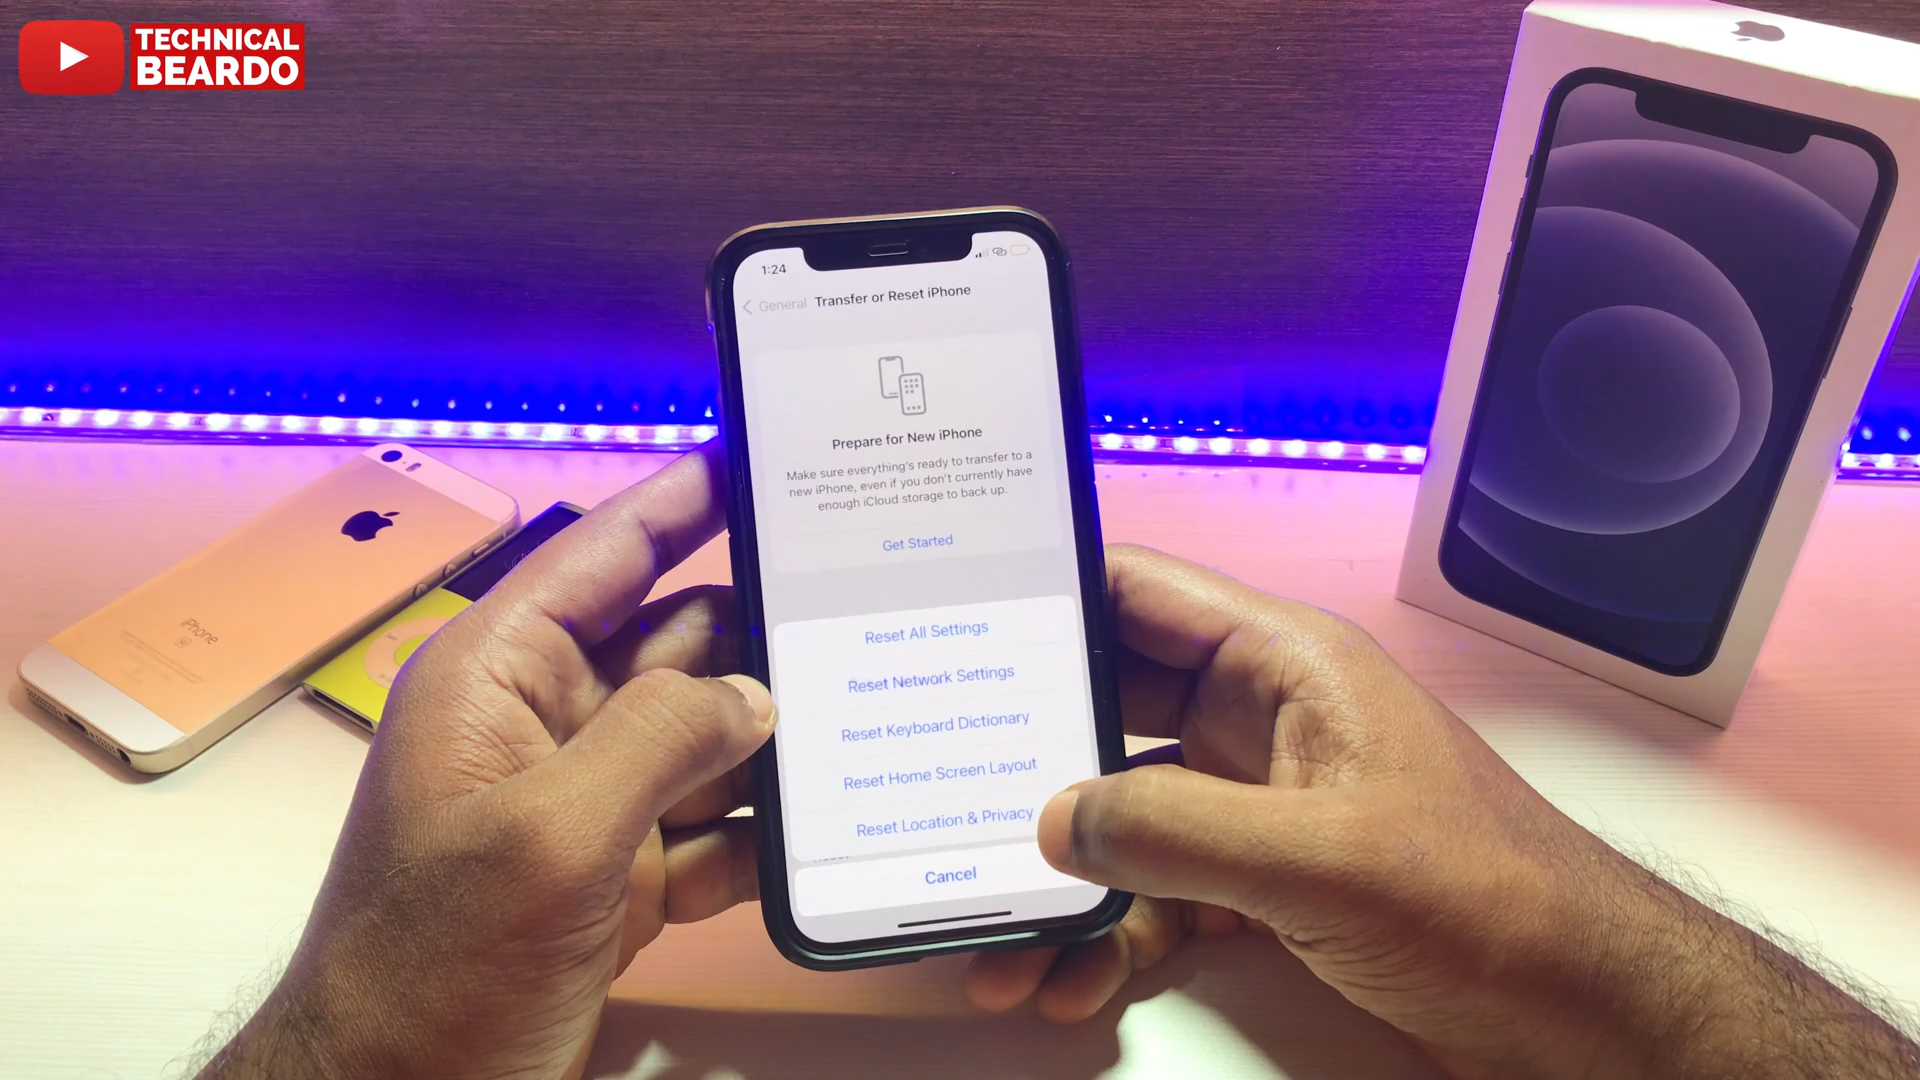 TECHNICAL
BEARDO
1:24
General
Transfer or Reset iPhone
Prepare for New iPhone
Make sure everything's ready to transfer to a
new iPhone, even if you don't currently have
enough iCloud storage to back up.
Get Started
Reset All Settings
Reset Network Settings
Reset Keyboard Dictionary
Reset Home Screen Layout
Reset Location & Privacy
Cancel
iPhone
SE